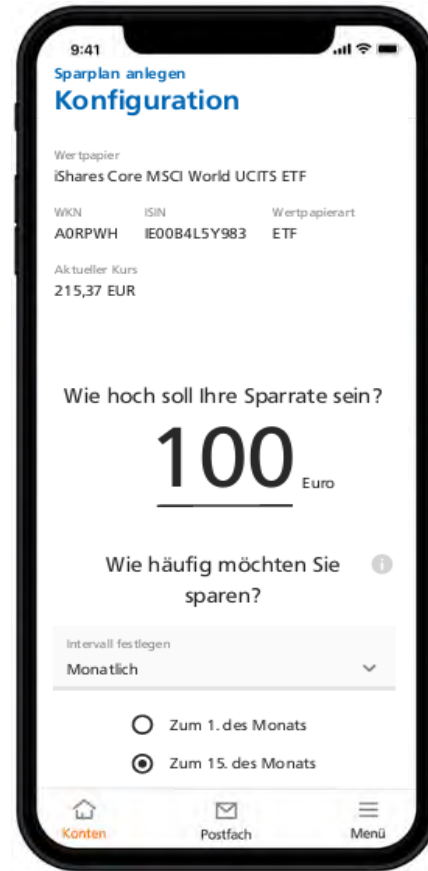 9:41
Sparplan anlegen
Konfiguration
Wertpapier
iShares Core MSCI World UCITS ETF
WKN ISIN Wertpapierart
A0RPWH IE00B4L5Y983 ETF
Aktueller Kurs
215,37 EUR
Wie hoch soll Ihre Sparrate sein?
100 Euro
Wie häufig möchten Sie
sparen?
Intervall festlegen
Monatlich
Zum 1. des Monats
Zum 15. des Monats
Konten Postfach Menü